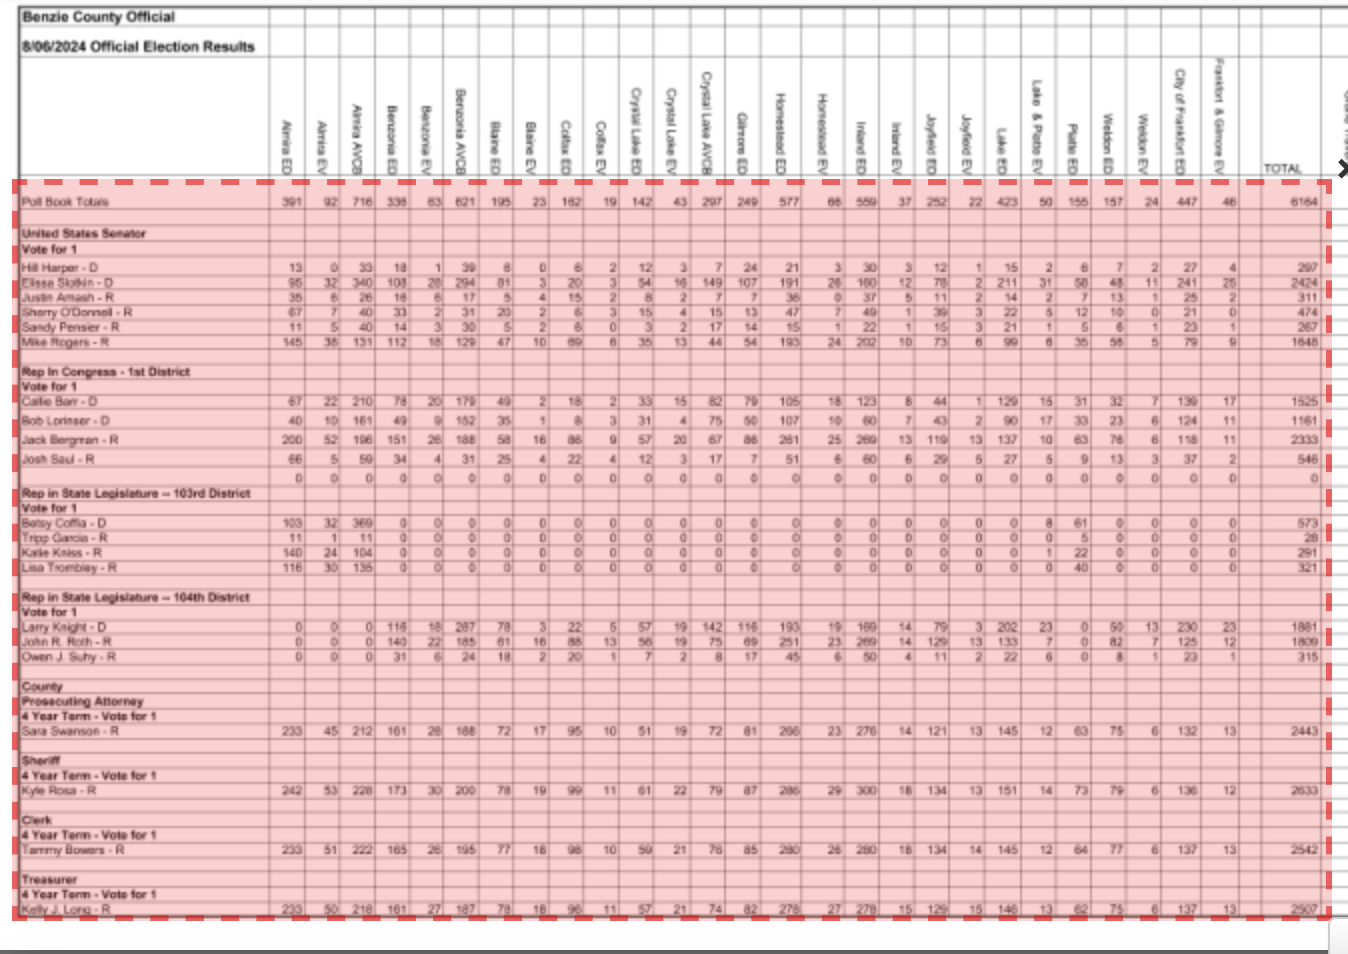 Benzie County Official
8/06/2024 Official Election Results
Almira ED Almira EV Almira AVCB Benzonia ED Benzonia EV Benzonia AVCB Blaine ED Blaine EV Colfax ED Colfax EV Crystal Lake ED Crystal Lake EV Crystal Lake AVCB Gilmore ED Homestead ED Homestead EV Inland ED Inland EV Joyfield ED Joyfield EV Lake ED Lake & Platte EV Platte ED Weldon ED Weldon EV City of Frankfort ED Frankfort & Gilmore EV TOTAL
Poll Book Totals 391 92 716 336 63 621 195 23 162 19 142 43 297 249 577 66 559 37 252 22 423 50 155 157 24 447 46 6164
United States Senator
Vote for 1
Hill Harper - D 13 0 33 18 1 39 6 0 6 2 12 3 7 24 21 3 30 3 12 1 15 2 6 7 2 27 4 297
Elissa Slotkin - D 95 32 340 108 28 294 81 3 20 3 54 16 149 107 191 26 160 12 78 2 211 31 58 48 11 241 25 2424
Justin Amash - R 35 6 26 16 6 17 5 4 15 2 8 2 7 7 36 0 37 5 11 2 14 2 7 13 1 25 2 311
Sherry O'Donnell - R 67 7 40 33 2 31 20 2 6 3 15 4 15 13 47 7 49 1 39 3 22 5 12 10 0 21 0 474
Sandy Pensler - R 11 5 40 14 3 30 5 2 6 0 3 2 17 14 15 1 22 1 15 3 21 1 5 6 1 23 1 267
Mike Rogers - R 145 38 131 112 18 129 47 10 69 6 35 13 44 54 193 24 202 10 73 6 99 6 35 56 5 79 9 1648
Rep In Congress - 1st District
Vote for 1
Callie Barr - D 67 22 210 78 20 179 49 2 18 2 33 15 82 79 105 18 123 8 44 1 129 15 31 32 7 139 17 1525
Bob Lorinser - D 40 10 161 49 9 152 35 1 8 3 31 4 75 50 107 10 60 7 43 2 90 17 33 23 6 124 11 1161
Jack Bergman - R 200 52 196 151 26 188 58 16 86 9 57 20 67 86 261 25 269 13 119 13 137 10 63 76 6 118 11 2333
Josh Saul - R 66 5 59 34 4 31 25 4 22 4 12 3 17 7 51 6 60 6 29 5 27 5 9 13 3 37 2 546
0 0 0 0 0 0 0 0 0 0 0 0 0 0 0 0 0 0 0 0 0 0 0 0 0 0 0 0
Rep in State Legislature -- 103rd District
Vote for 1
Betsy Coffia - D 103 32 369 0 0 0 0 0 0 0 0 0 0 0 0 0 0 0 0 0 0 8 61 0 0 0 0 573
Tripp Garcia - R 11 1 11 0 0 0 0 0 0 0 0 0 0 0 0 0 0 0 0 0 0 0 5 0 0 0 0 28
Katie Kniss - R 140 24 104 0 0 0 0 0 0 0 0 0 0 0 0 0 0 0 0 0 0 1 22 0 0 0 0 291
Lisa Trombley - R 116 30 135 0 0 0 0 0 0 0 0 0 0 0 0 0 0 0 0 0 0 0 40 0 0 0 0 321
Rep in State Legislature -- 104th District
Vote for 1
Larry Knight - D 0 0 0 116 18 287 78 3 22 5 57 19 142 116 193 19 169 14 79 3 202 23 0 50 13 230 23 1881
John R. Roth - R 0 0 0 140 22 185 61 16 88 13 56 19 75 69 251 23 269 14 129 13 133 7 0 82 7 125 12 1809
Owen J. Suhy - R 0 0 0 31 6 24 18 2 20 1 7 2 8 17 45 6 50 4 11 2 22 6 0 8 1 23 1 315
County
Prosecuting Attorney
4 Year Term - Vote for 1
Sara Swanson - R 233 45 212 161 28 188 72 17 95 10 51 19 72 81 266 23 276 14 121 13 145 12 63 75 6 132 13 2443
Sheriff
4 Year Term - Vote for 1
Kyle Rosa - R 242 53 228 173 30 200 78 19 99 11 61 22 79 87 286 29 300 18 134 13 151 14 73 79 6 136 12 2633
Clerk
4 Year Term - Vote for 1
Tammy Bowers - R 233 51 222 165 26 195 77 18 98 10 59 21 76 85 280 26 280 18 134 14 145 12 64 77 6 137 13 2542
Treasurer
4 Year Term - Vote for 1
Kelly J. Long - R 233 50 218 161 27 187 78 18 96 11 57 21 74 82 278 27 278 15 129 15 146 13 62 75 6 137 13 2507